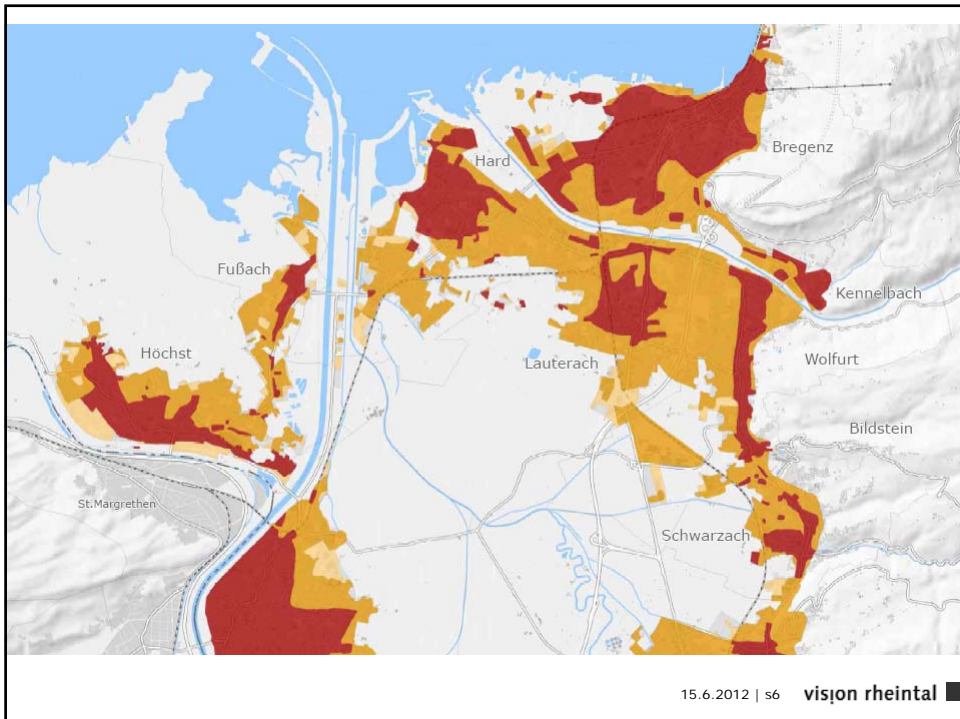 Bregenz
Hard
Fußach
Kennelbach
Höchst
Lauterach
Wolfurt
Bildstein
St.Margrethen
Schwarzach
15.6.2012 | s6 vision rheintal